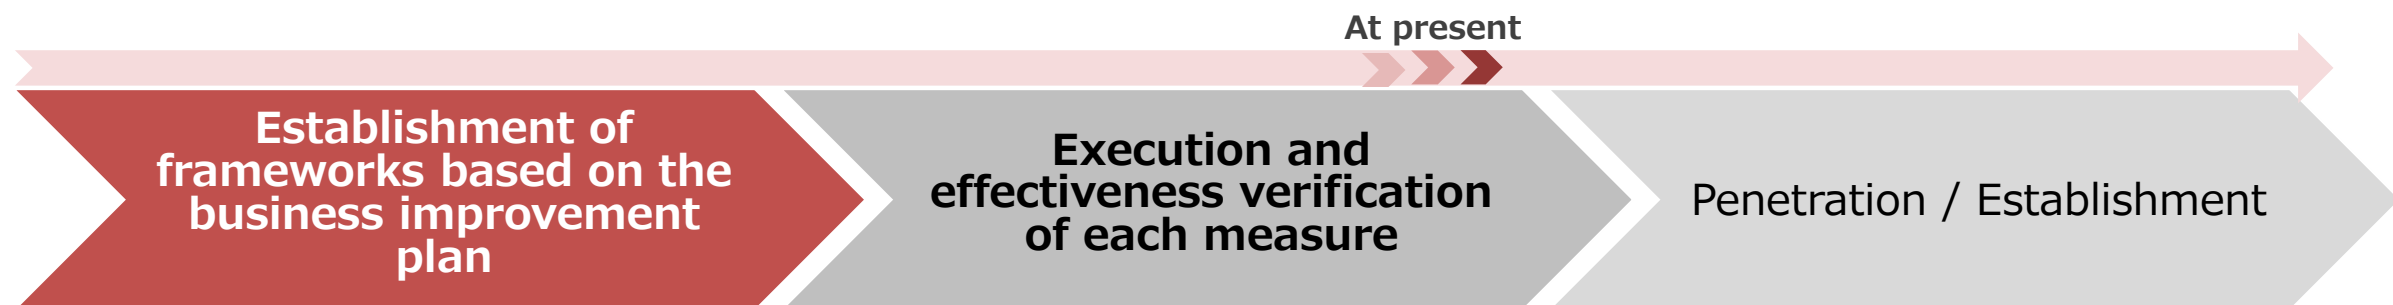 At present
Establishment of
frameworks based on the
business improvement
plan
Execution and
effectiveness verification
of each measure
Penetration / Establishment